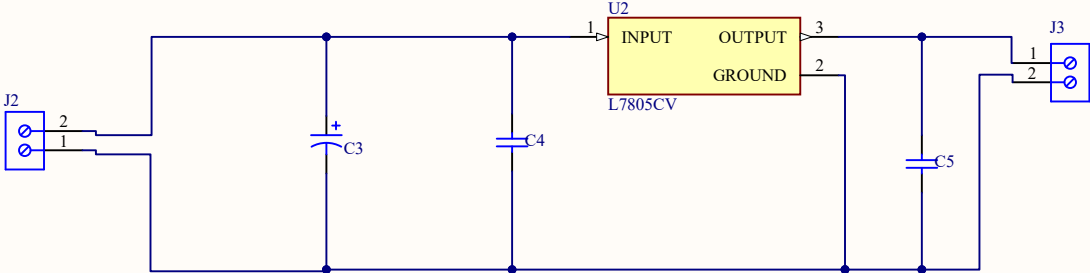 U2
J3
1
INPUT
OUTPUT
3
1
GROUND
2
2
L7805CV
J2
2
1
+
C3
C4
C5